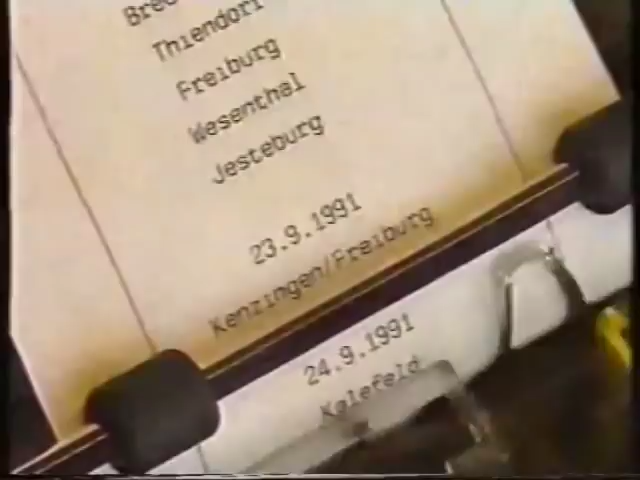 Thiendorf
Freiburg
Wesenthal
Jesteburg
23.9.1991
Kenzingen/Freiburg
24.9.1991
Kalefeld